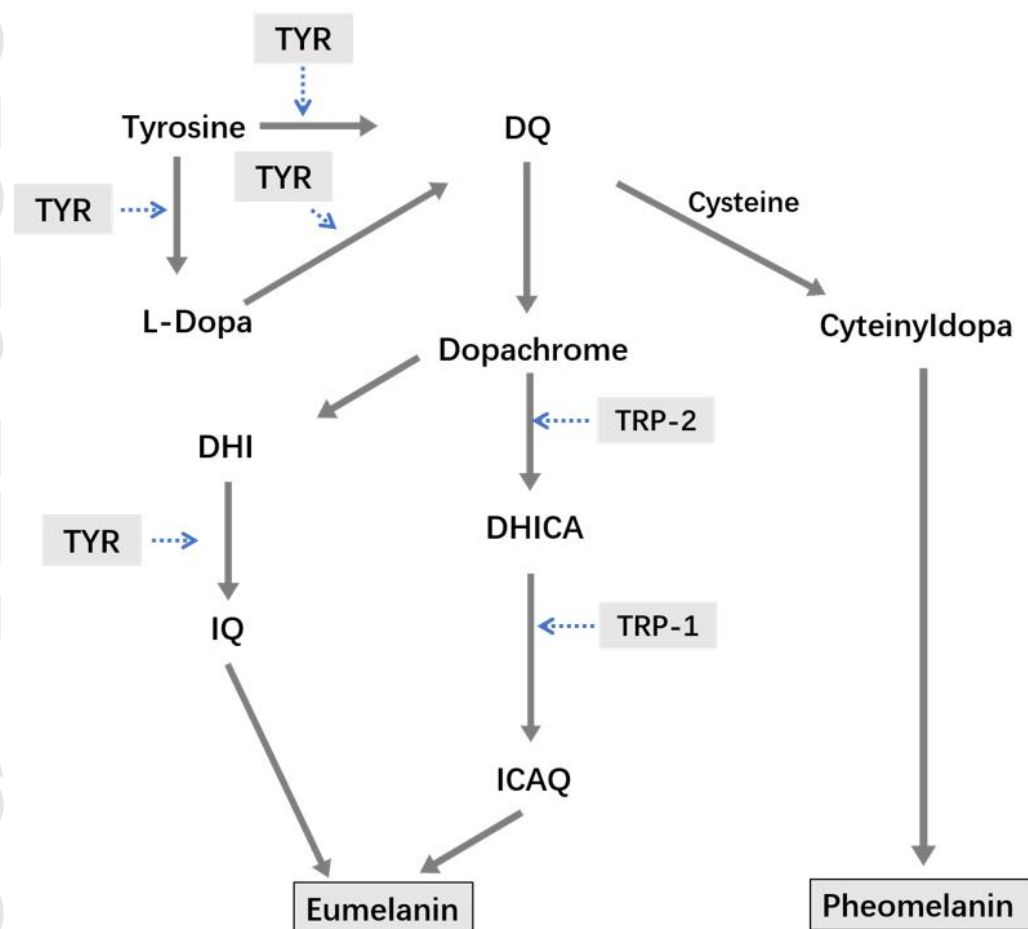 TYR
Tyrosine
DQ
TYR
TYR
Cysteine
L-Dopa
Cyteinyldopa
Dopachrome
TRP-2
DHI
DHICA
TYR
IQ
TRP-1
ICAQ
Eumelanin
Pheomelanin